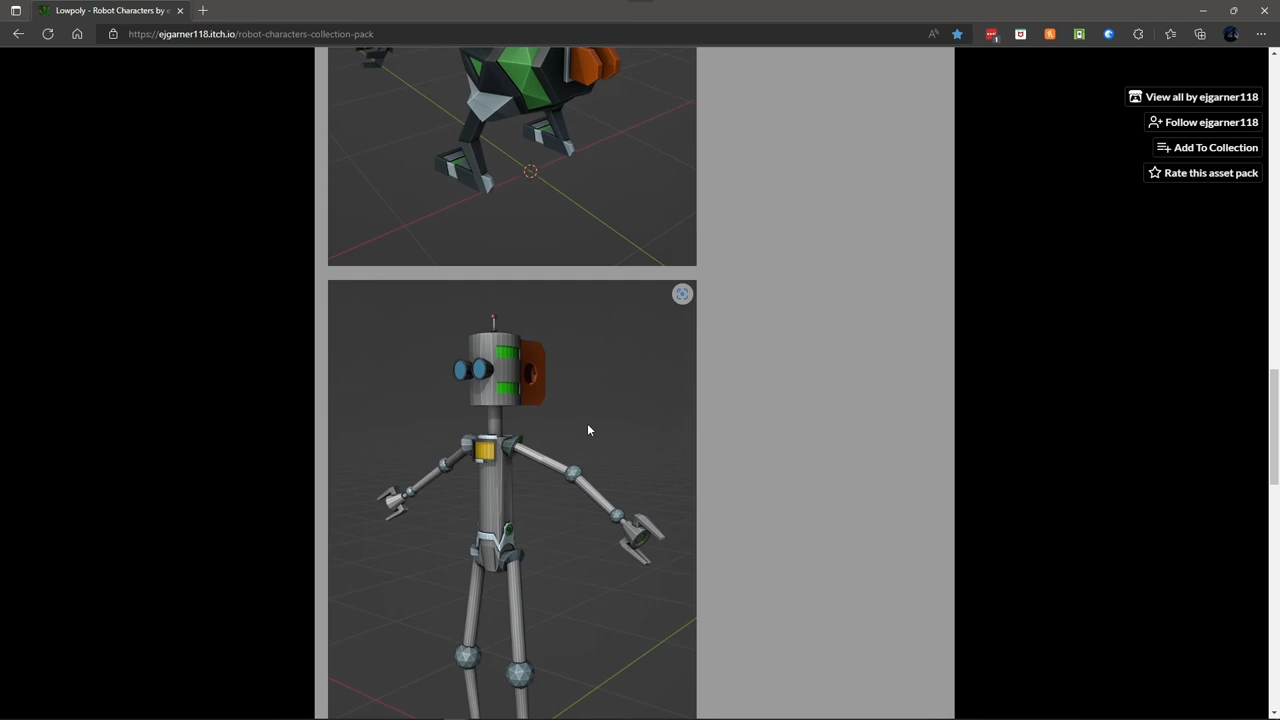 Lowpoly - Robot Characters by e
https://ejgarner118.itch.io/robot-characters-collection-pack
1
View all by ejgarner118
Follow ejgarner118
Add To Collection
Rate this asset pack